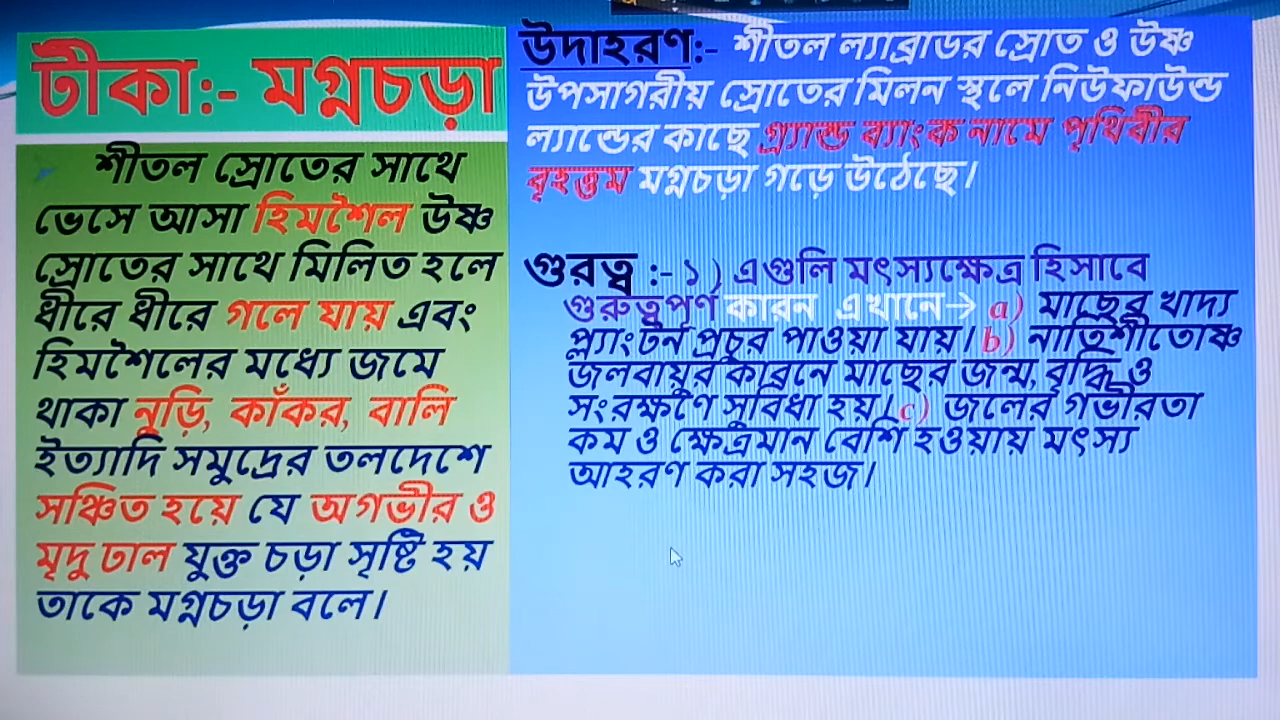 টীকা:- মগ্নচড়া
শীতল স্রোতের সাথে
ভেসে আসা হিমশৈল উষ্ণ
স্রোতের সাথে মিলিত হলে
ধীরে ধীরে গলে যায় এবং
হিমশৈলের মধ্যে জমে
থাকা নুড়ি, কাঁকর, বালি
ইত্যাদি সমুদ্রের তলদেশে
সঞ্চিত হয়ে যে অগভীর ও
মৃদু ঢাল যুক্ত চড়া সৃষ্টি হয়
তাকে মগ্নচড়া বলে।
উদাহরণ:- শীতল ল্যাব্রাডর স্রোত ও উষ্ণ
উপসাগরীয় স্রোতের মিলন স্থলে নিউফাউন্ড
ল্যান্ডের কাছে গ্র্যান্ড ব্যাংক নামে পৃথিবীর
বৃহত্তম মগ্নচড়া গড়ে উঠেছে।
গুরত্ব :- ১) এগুলি মৎস্যক্ষেত্র হিসাবে
গুরুত্বপূর্ণ কারন এখানে→ a) মাছের খাদ্য
প্ল্যাংটর্ন প্রচুর পাওয়া যায়। b) নাতিশীতোষ্ণ
জলবায়ুর কারনে মাছের জন্ম, বৃদ্ধি ও
সংরক্ষণে সুবিধা হয়। c) জলের গভীরতা
কম ও ক্ষেত্রমান বেশি হওয়ায় মৎস্য
আহরণ করা সহজ।